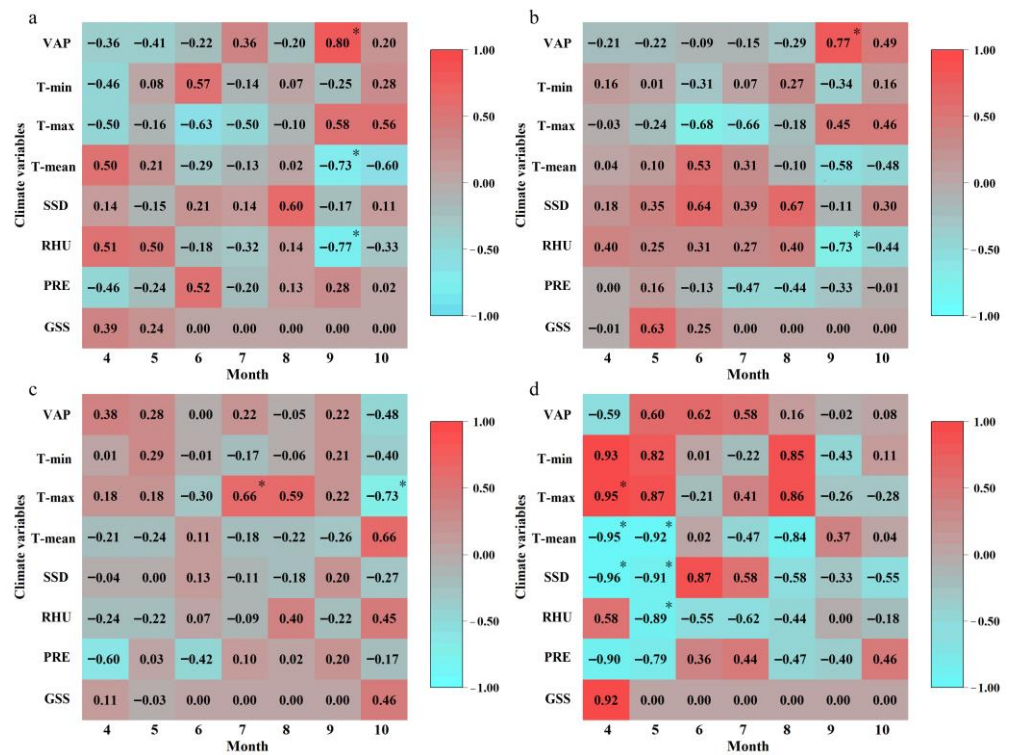 a
VAP −0.36 −0.41 −0.22 0.36 −0.20 0.80* 0.20
T-min −0.46 0.08 0.57 −0.14 0.07 −0.25 0.28
T-max −0.50 −0.16 −0.63 −0.50 −0.10 0.58 0.56
T-mean 0.50 0.21 −0.29 −0.13 0.02 −0.73* −0.60
SSD 0.14 −0.15 0.21 0.14 0.60 −0.17 0.11
RHU 0.51 0.50 −0.18 −0.32 0.14 −0.77* −0.33
PRE −0.46 −0.24 0.52 −0.20 0.13 0.28 0.02
GSS 0.39 0.24 0.00 0.00 0.00 0.00 0.00
4 5 6 7 8 9 10
Month
Climate variables
1.00
0.50
0.00
−0.50
−1.00
b
VAP −0.21 −0.22 −0.09 −0.15 −0.29 0.77* 0.49
T-min 0.16 0.01 −0.31 0.07 0.27 −0.34 0.16
T-max −0.03 −0.24 −0.68 −0.66 −0.18 0.45 0.46
T-mean 0.04 0.10 0.53 0.31 −0.10 −0.58 −0.48
SSD 0.18 0.35 0.64 0.39 0.67 −0.11 0.30
RHU 0.40 0.25 0.31 0.27 0.40 −0.73* −0.44
PRE 0.00 0.16 −0.13 −0.47 −0.44 −0.33 −0.01
GSS −0.01 0.63 0.25 0.00 0.00 0.00 0.00
4 5 6 7 8 9 10
Month
Climate variables
1.00
0.50
0.00
−0.50
−1.00
c
VAP 0.38 0.28 0.00 0.22 −0.05 0.22 −0.48
T-min 0.01 0.29 −0.01 −0.17 −0.06 0.21 −0.40
T-max 0.18 0.18 −0.30 0.66* 0.59 0.22 −0.73*
T-mean −0.21 −0.24 0.11 −0.18 −0.22 −0.26 0.66
SSD −0.04 0.00 0.13 −0.11 −0.18 0.20 −0.27
RHU −0.24 −0.22 0.07 −0.09 0.40 −0.22 0.45
PRE −0.60 0.03 −0.42 0.10 0.02 0.20 −0.17
GSS 0.11 −0.03 0.00 0.00 0.00 0.00 0.46
4 5 6 7 8 9 10
Month
Climate variables
1.00
0.50
0.00
−0.50
−1.00
d
VAP −0.59 0.60 0.62 0.58 0.16 −0.02 0.08
T-min 0.93 0.82 0.01 −0.22 0.85 −0.43 0.11
T-max 0.95* 0.87 −0.21 0.41 0.86 −0.26 −0.28
T-mean −0.95* −0.92* 0.02 −0.47 −0.84 0.37 0.04
SSD −0.96* −0.91* 0.87 0.58 −0.58 −0.33 −0.55
RHU 0.58 −0.89* −0.55 −0.62 −0.44 0.00 −0.18
PRE −0.90 −0.79 0.36 0.44 −0.47 −0.40 0.46
GSS 0.92 0.00 0.00 0.00 0.00 0.00 0.00
4 5 6 7 8 9 10
Month
Climate variables
1.00
0.50
0.00
−0.50
−1.00